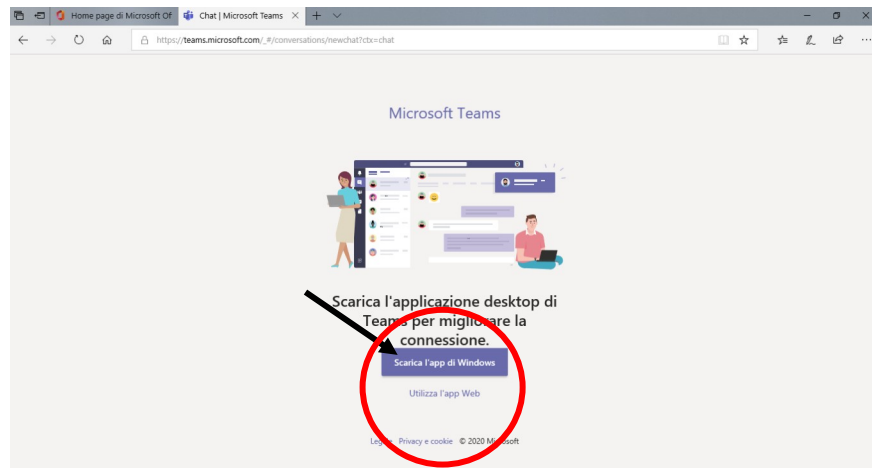 Home page di Microsoft Of
Chat | Microsoft Teams
https://teams.microsoft.com/_#/conversations/newchat?ctx=chat
Microsoft Teams
Scarica l'applicazione desktop di
Teams per migliorare la
connessione.
Scarica l'app di Windows
Utilizza l'app Web
Privacy e cookie © 2020 Microsoft